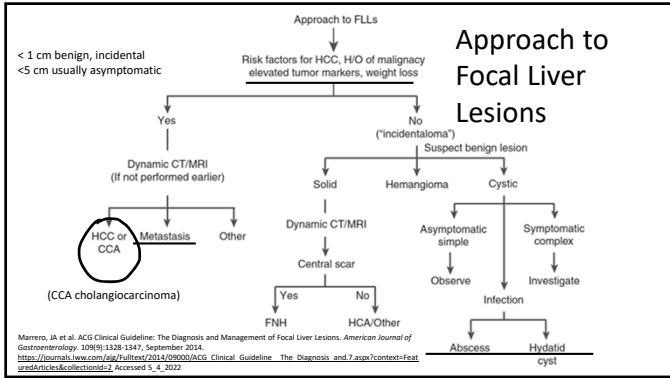 Approach to FLLs
Approach to
Focal Liver
Lesions
< 1 cm benign, incidental
<5 cm usually asymptomatic
Risk factors for HCC, H/O of malignancy
elevated tumor markers, weight loss
Yes
No
("incidentaloma")
Suspect benign lesion
Dynamic CT/MRI
(If not performed earlier)
Solid
Hemangioma
Cystic
HCC or
CCA
Metastasis
Other
Dynamic CT/MRI
Asymptomatic
simple
Symptomatic
complex
Central scar
Observe
Investigate
(CCA cholangiocarcinoma)
Yes
No
Infection
FNH
HCA/Other
Abscess
Hydatid
cyst
Marrero, JA et al. ACG Clinical Guideline: The Diagnosis and Management of Focal Liver Lesions. American Journal of
Gastroenterology. 109(9):1328-1347, September 2014.
https://journals.lww.com/ajg/Fulltext/2014/09000/ACG_Clinical_Guideline__The_Diagnosis_and.7.aspx?context=Feat
uredArticles&collectionId=2 Accessed 5_4_2022